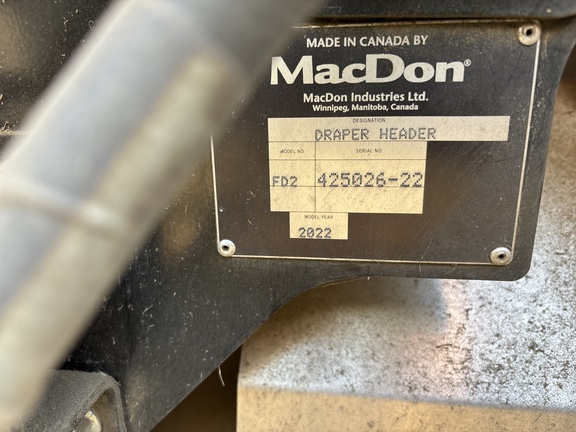 MADE IN CANADA BY
MacDon®
MacDon Industries Ltd.
Winnipeg, Manitoba, Canada
DESIGNATION
DRAPER HEADER
MODEL NO
SERIAL NO
FD2
425026-22
MODEL YEAR
2022